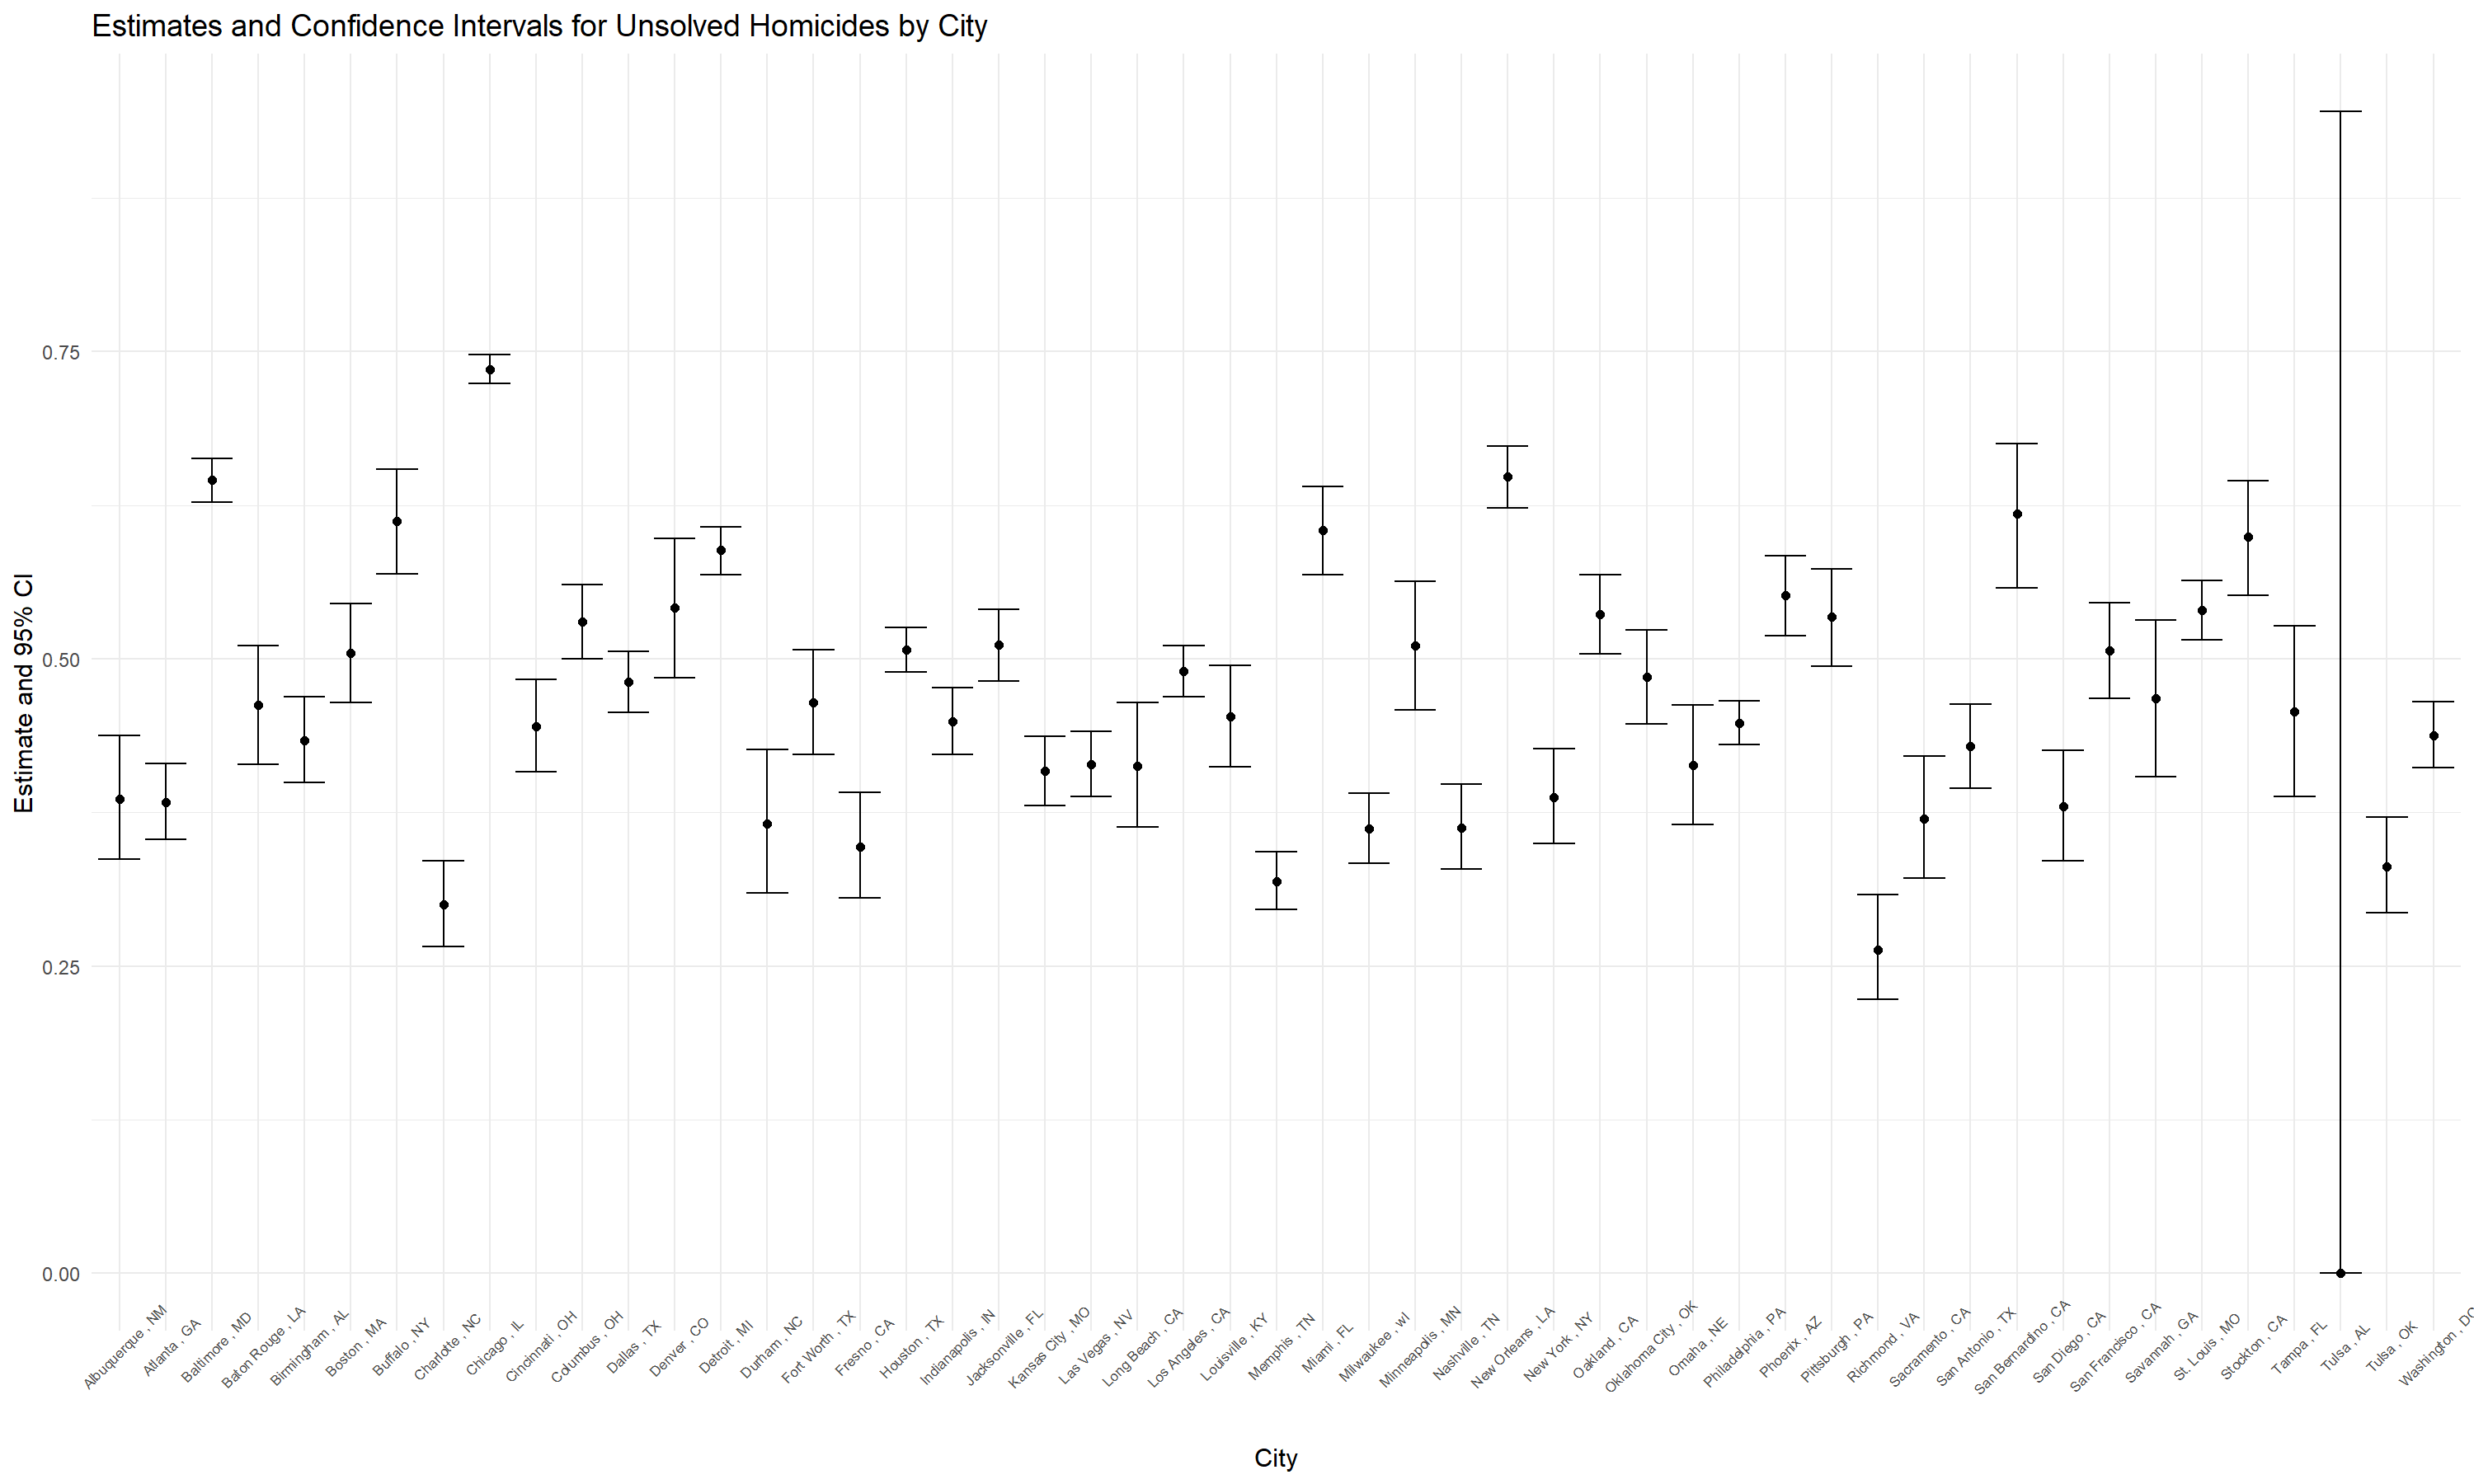 Estimates and Confidence Intervals for Unsolved Homicides by City
Estimate and 95% CI
0.75
0.50
0.25
0.00
Albuquerque , NM
Atlanta , GA
Baltimore , MD
Baton Rouge , LA
Birmingham , AL
Boston , MA
Buffalo , NY
Charlotte , NC
Chicago , IL
Cincinnati , OH
Columbus , OH
Dallas , TX
Denver , CO
Detroit , MI
Durham , NC
Fort Worth , TX
Fresno , CA
Houston , TX
Indianapolis , IN
Jacksonville , FL
Kansas City , MO
Las Vegas , NV
Long Beach , CA
Los Angeles , CA
Louisville , KY
Memphis , TN
Miami , FL
Milwaukee , wI
Minneapolis , MN
Nashville , TN
New Orleans , LA
New York , NY
Oakland , CA
Oklahoma City , OK
Omaha , NE
Philadelphia , PA
Phoenix , AZ
Pittsburgh , PA
Richmond , VA
Sacramento , CA
San Antonio , TX
San Bernardino , CA
San Diego , CA
San Francisco , CA
Savannah , GA
St. Louis , MO
Stockton , CA
Tampa , FL
Tulsa , AL
Tulsa , OK
Washington , DC
City